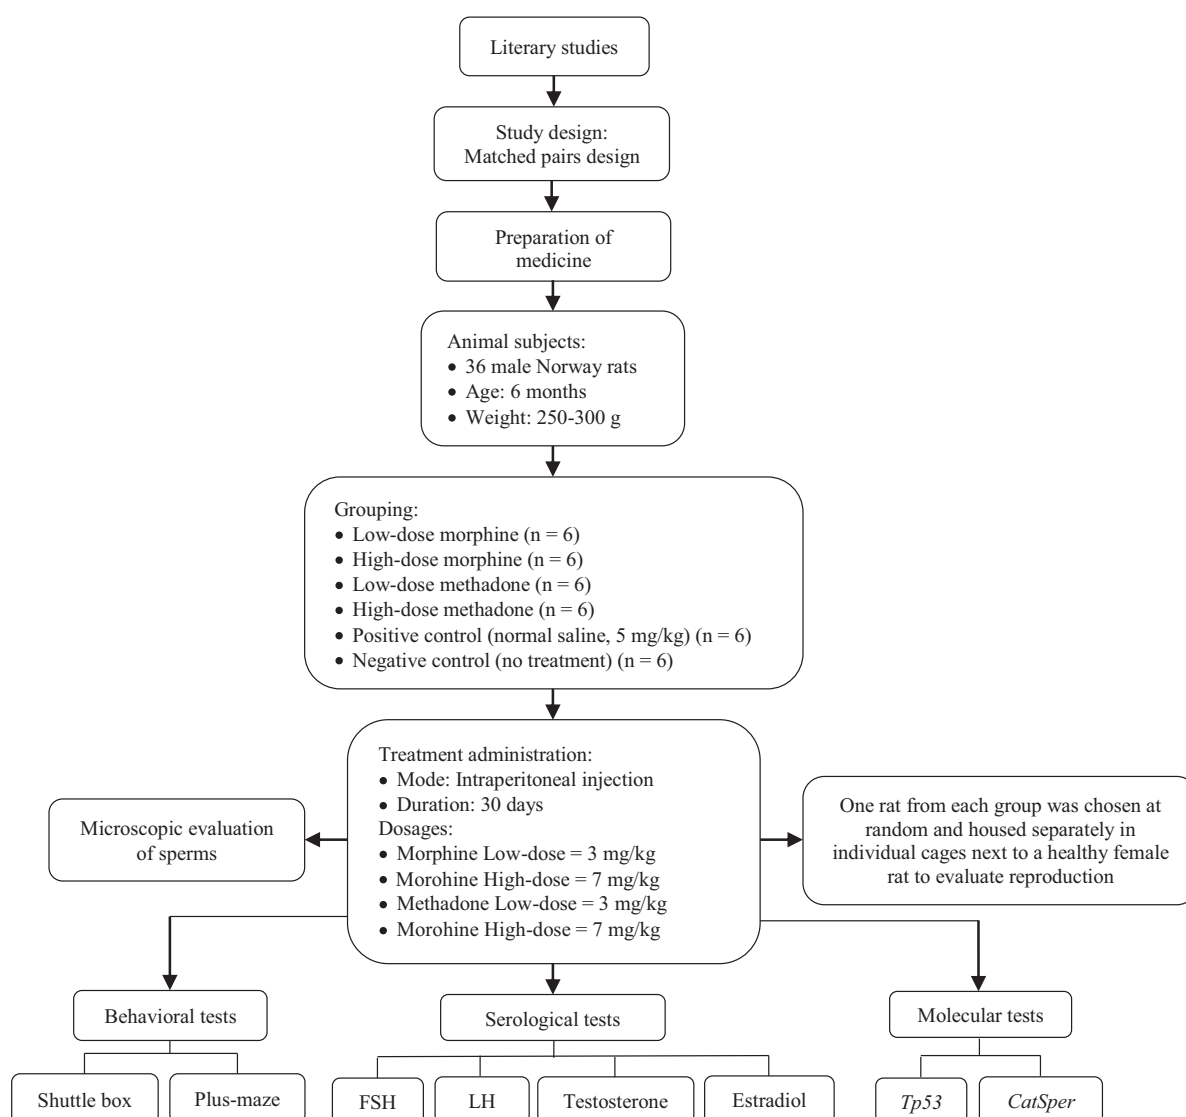 Literary studies
Study design:
Matched pairs design
Preparation of
medicine
Animal subjects:
• 36 male Norway rats
• Age: 6 months
• Weight: 250-300 g
Grouping:
• Low-dose morphine (n = 6)
• High-dose morphine (n = 6)
• Low-dose methadone (n = 6)
• High-dose methadone (n = 6)
• Positive control (normal saline, 5 mg/kg) (n = 6)
• Negative control (no treatment) (n = 6)
Treatment administration:
• Mode: Intraperitoneal injection
• Duration: 30 days
Dosages:
• Morphine Low-dose = 3 mg/kg
• Morohine High-dose = 7 mg/kg
• Methadone Low-dose = 3 mg/kg
• Morohine High-dose = 7 mg/kg
Microscopic evaluation
of sperms
One rat from each group was chosen at
random and housed separately in
individual cages next to a healthy female
rat to evaluate reproduction
Behavioral tests
Serological tests
Molecular tests
Shuttle box
Plus-maze
FSH
LH
Testosterone
Estradiol
Tp53
CatSper